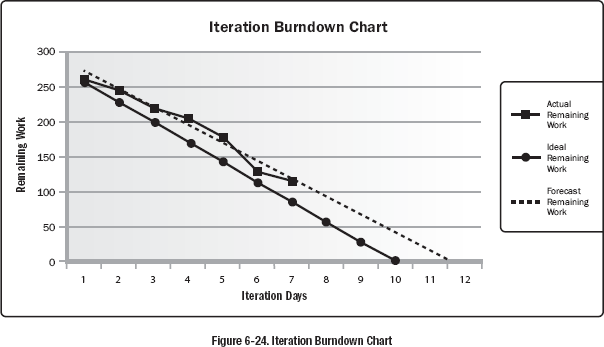 Iteration Burndown Chart
300
250
200
150
100
50
0
Remaining Work
1 2 3 4 5 6 7 8 9 10 11 12
Iteration Days
Actual
Remaining
Work
Ideal
Remaining
Work
Forecast
Remaining
Work
Figure 6-24. Iteration Burndown Chart